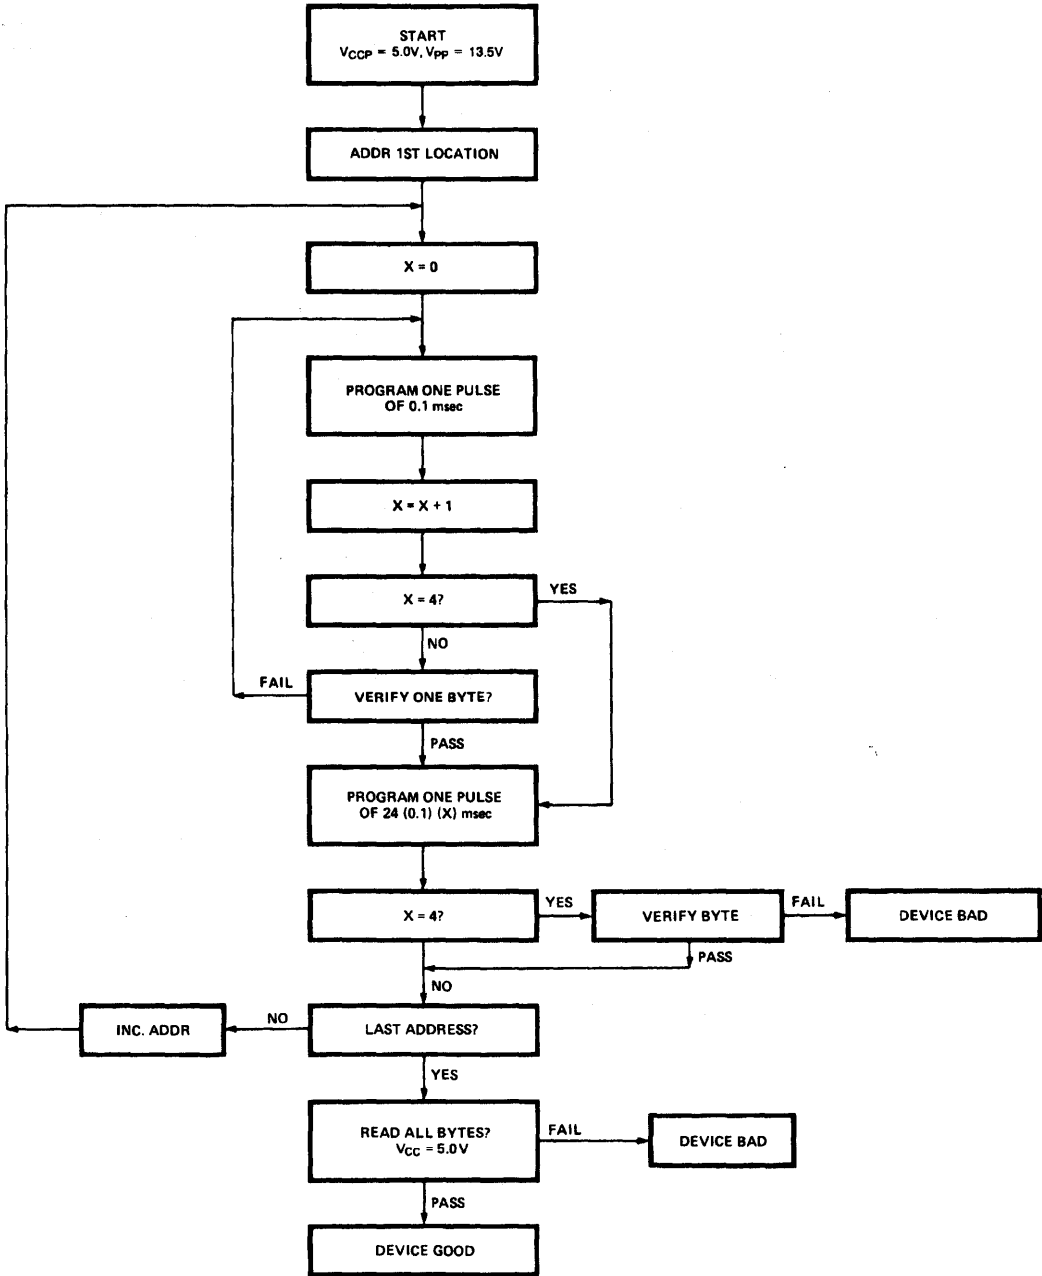 START
VCCP = 5.0V, VPP = 13.5V
ADDR 1ST LOCATION
X = 0
PROGRAM ONE PULSE
OF 0.1 msec
X = X + 1
X = 4?
YES
NO
FAIL
VERIFY ONE BYTE?
PASS
PROGRAM ONE PULSE
OF 24 (0.1) (X) msec
X = 4?
YES
VERIFY BYTE
FAIL
DEVICE BAD
PASS
NO
INC. ADDR
NO
LAST ADDRESS?
YES
READ ALL BYTES?
VCC = 5.0V
FAIL
DEVICE BAD
PASS
DEVICE GOOD